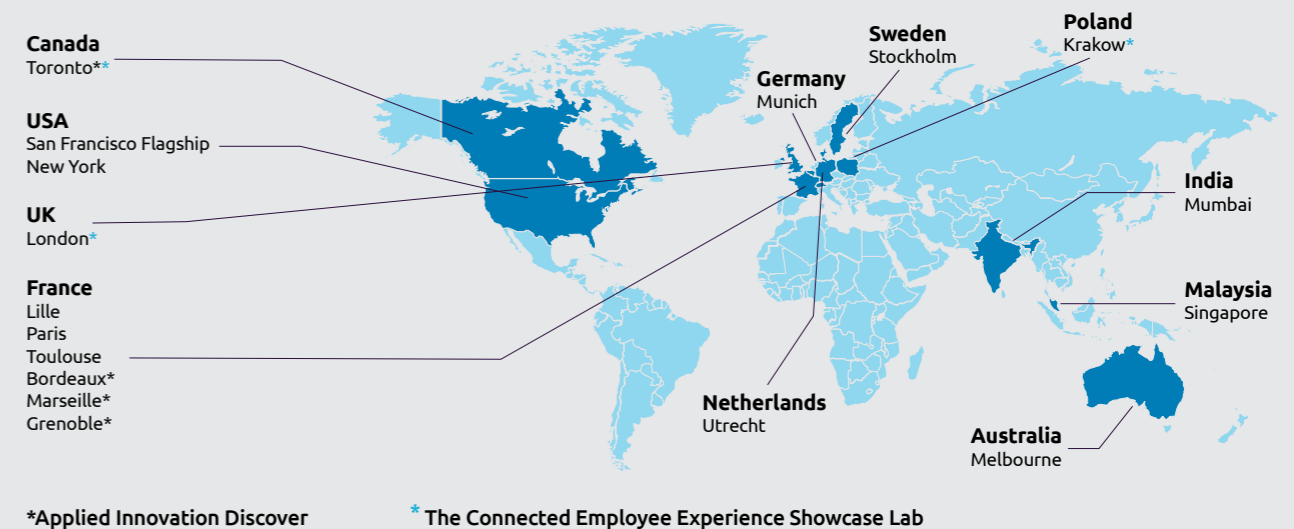 Canada
Toronto**
USA
San Francisco Flagship
New York
UK
London*
France
Lille
Paris
Toulouse
Bordeaux*
Marseille*
Grenoble*
Germany
Munich
Sweden
Stockholm
Poland
Krakow*
India
Mumbai
Malaysia
Singapore
Netherlands
Utrecht
Australia
Melbourne
*Applied Innovation Discover
* The Connected Employee Experience Showcase Lab